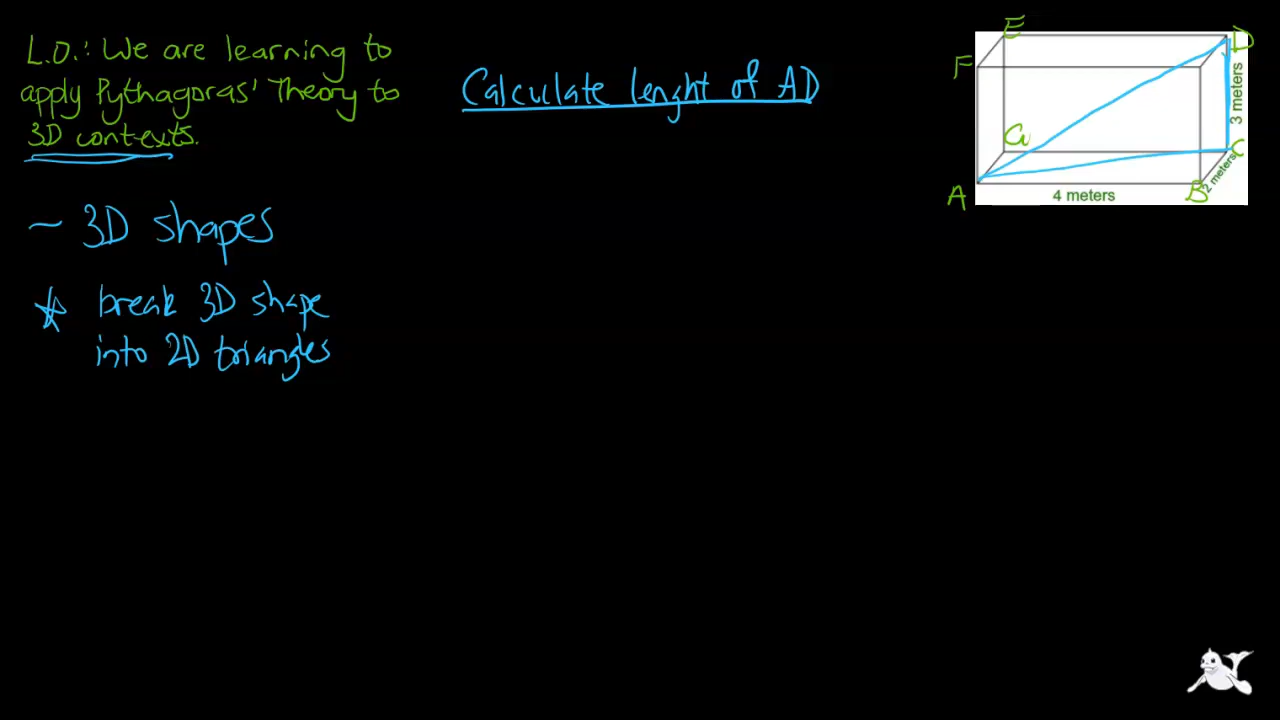 L.O.: We are learning to
apply Pythagoras' Theory to
3D contexts.
Calculate lenght of AD
~ 3D shapes
* break 3D shape
into 2D triangles
E
D
F
3 meters
G
C
2 meters
A
B
4 meters